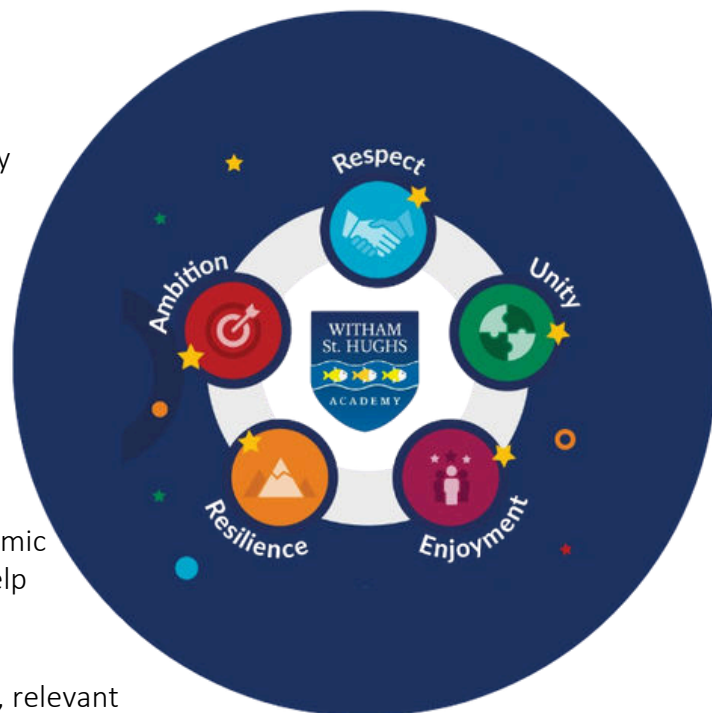 y
Respect
Ambition
Unity
WITHAM
St. HUGHS
ACADEMY
Resilience
Enjoyment
mic
elp
, relevant